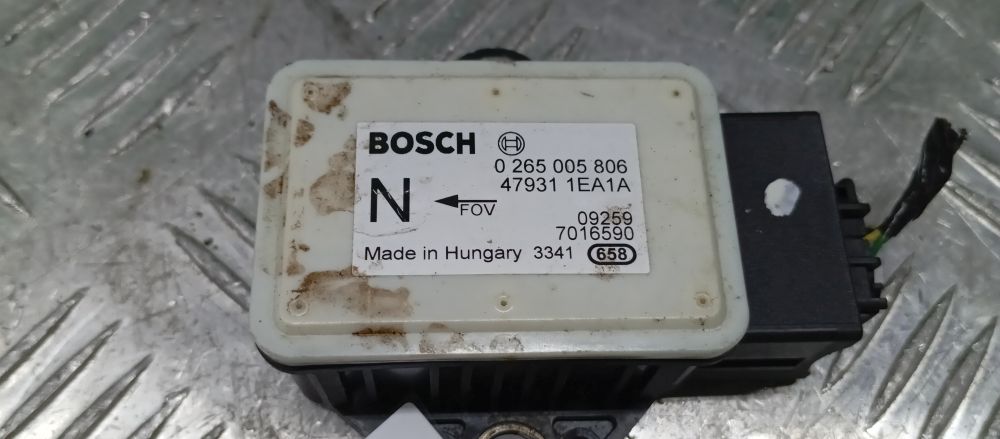 BOSCH
0 265 005 806
47931 1EA1A
N
FOV
09259
7016590
Made in Hungary 3341 658